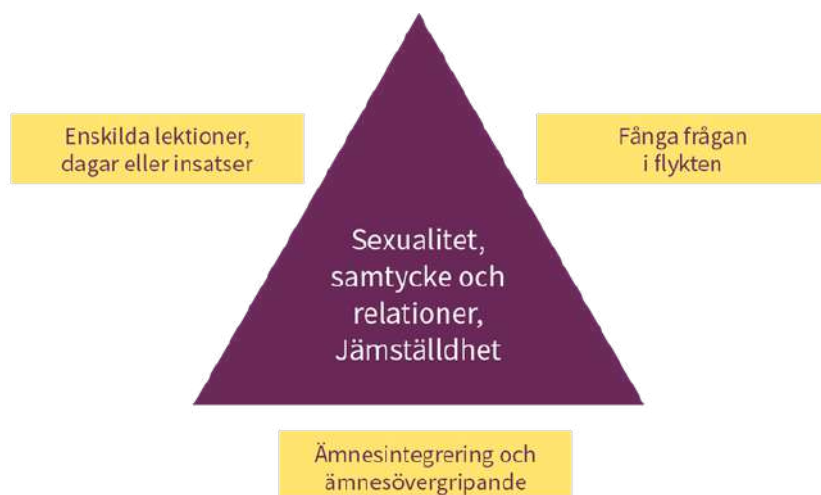 Enskilda lektioner,
dagar eller insatser
Fånga frågan
i flykten
Sexualitet,
samtycke och
relationer,
Jämställdhet
Ämnesintegrering och
ämnesövergripande